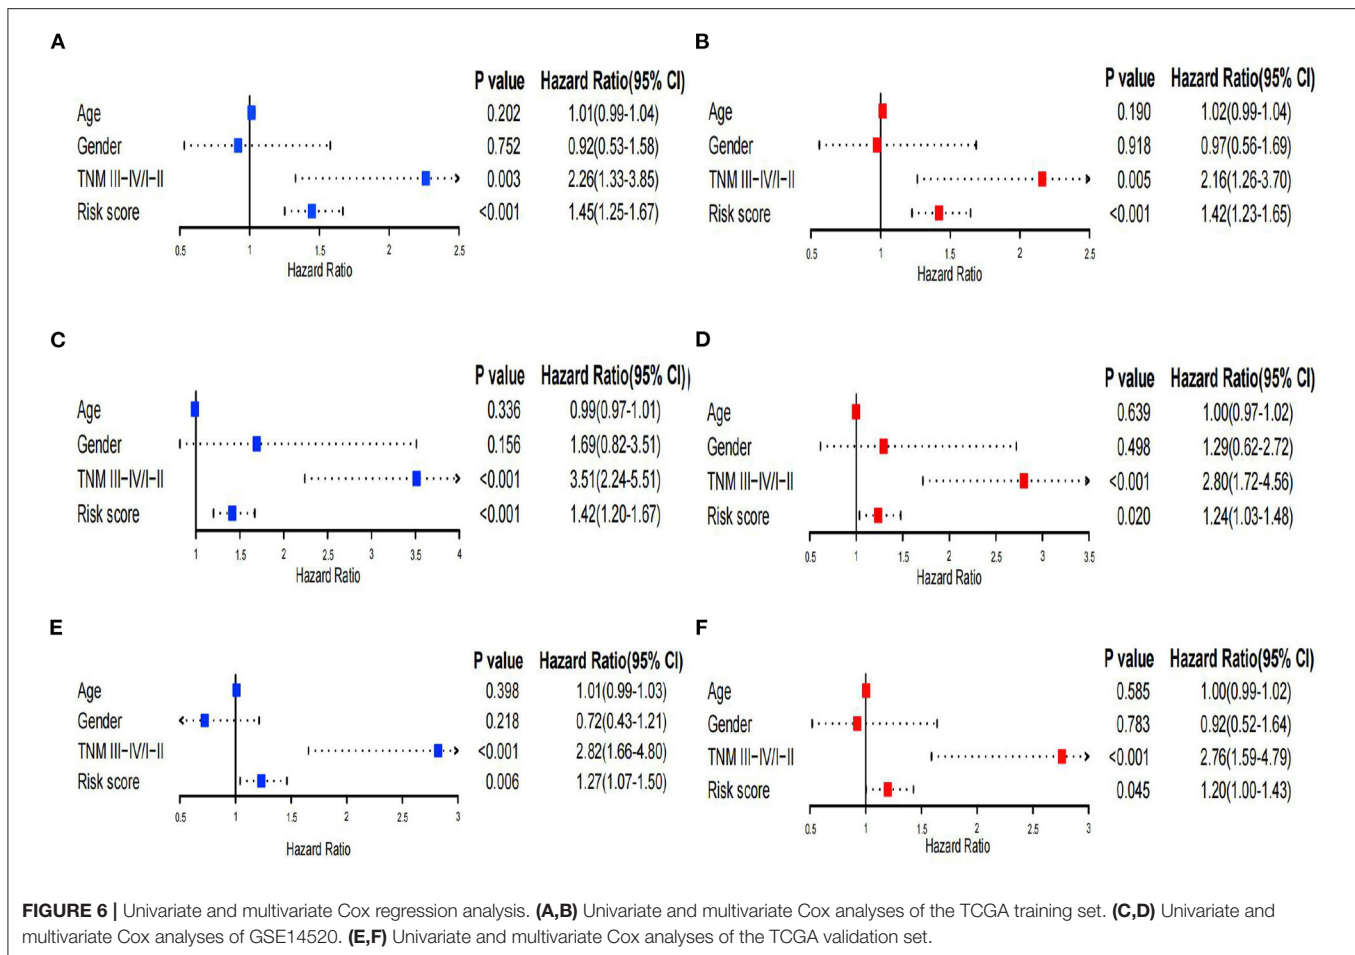 A
P value Hazard Ratio(95% CI)
Age 0.202 1.01(0.99-1.04)
Gender 0.752 0.92(0.53-1.58)
TNM III−IV/I−II 0.003 2.26(1.33-3.85)
Risk score <0.001 1.45(1.25-1.67)
0.5 1 1.5 2 2.5
Hazard Ratio
B
P value Hazard Ratio(95% CI)
Age 0.190 1.02(0.99-1.04)
Gender 0.918 0.97(0.56-1.69)
TNM III−IV/I−II 0.005 2.16(1.26-3.70)
Risk score <0.001 1.42(1.23-1.65)
0.5 1 1.5 2 2.5
Hazard Ratio
C
P value Hazard Ratio(95% CI))
Age 0.336 0.99(0.97-1.01)
Gender 0.156 1.69(0.82-3.51)
TNM III−IV/I−II <0.001 3.51(2.24-5.51)
Risk score <0.001 1.42(1.20-1.67)
1 1.5 2 2.5 3 3.5 4
Hazard Ratio
D
P value Hazard Ratio(95% CI)
Age 0.639 1.00(0.97-1.02)
Gender 0.498 1.29(0.62-2.72)
TNM III−IV/I−II <0.001 2.80(1.72-4.56)
Risk score 0.020 1.24(1.03-1.48)
0.5 1 1.5 2 2.5 3 3.5
Hazard Ratio
E
P value Hazard Ratio(95% CI)
Age 0.398 1.01(0.99-1.03)
Gender 0.218 0.72(0.43-1.21)
TNM III−IV/I−II <0.001 2.82(1.66-4.80)
Risk score 0.006 1.27(1.07-1.50)
0.5 1 1.5 2 2.5 3
Hazard Ratio
F
P value Hazard Ratio(95% CI)
Age 0.585 1.00(0.99-1.02)
Gender 0.783 0.92(0.52-1.64)
TNM III−IV/I−II <0.001 2.76(1.59-4.79)
Risk score 0.045 1.20(1.00-1.43)
0.5 1 1.5 2 2.5 3
Hazard Ratio
FIGURE 6 | Univariate and multivariate Cox regression analysis. (A,B) Univariate and multivariate Cox analyses of the TCGA training set. (C,D) Univariate and
multivariate Cox analyses of GSE14520. (E,F) Univariate and multivariate Cox analyses of the TCGA validation set.